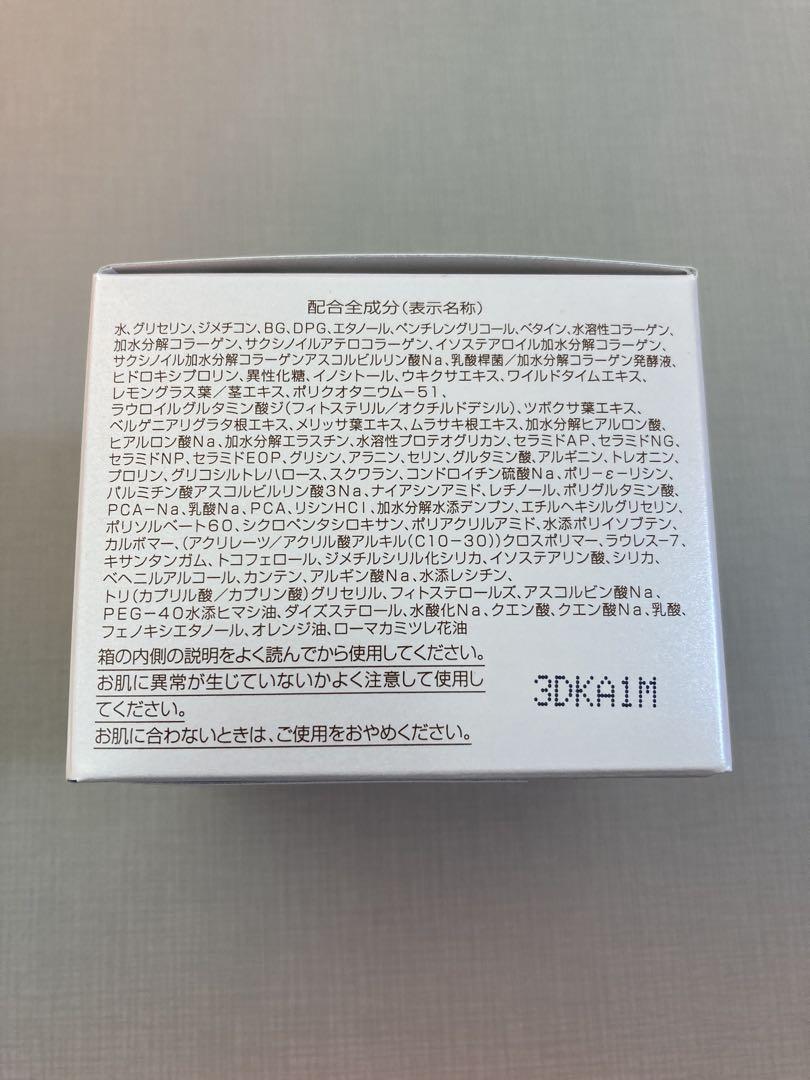 配合全成分(表示名称)
水、グリセリン、ジメチコン、BG、DPG、エタノール、ペンチレングリコール、ベタイン、水溶性コラーゲン、
加水分解コラーゲン、サクシノイルアテロコラーゲン、イソステアロイル加水分解コラーゲン、
サクシノイル加水分解コラーゲンアスコルビルリン酸Na、乳酸桿菌/加水分解コラーゲン発酵液、
ヒドロキシプロリン、異性化糖、イノシトール、ウキクサエキス、ワイルドタイムエキス、
レモングラス葉/茎エキス、ポリクオタニウム-51、
ラウロイルグルタミン酸ジ(フィトステリル/オクチルドデシル)、ツボクサ葉エキス、
ベルゲニアリグラタ根エキス、メリッサ葉エキス、ムラサキ根エキス、加水分解ヒアルロン酸、
ヒアルロン酸Na、加水分解エラスチン、水溶性プロテオグリカン、セラミドAP、セラミドNG、
セラミドNP、セラミドEOP、グリシン、アラニン、セリン、グルタミン酸、アルギニン、トレオニン、
プロリン、グリコシルトレハロース、スクワラン、コンドロイチン硫酸Na、ポリ-ε-リシン、
パルミチン酸アスコルビルリン酸3Na、ナイアシンアミド、レチノール、ポリグルタミン酸、
PCA-Na、乳酸Na、PCA、リシンHCl、加水分解水添デンプン、エチルヘキシルグリセリン、
ポリソルベート60、シクロペンタシロキサン、ポリアクリルアミド、水添ポリイソブテン、
カルボマー、(アクリレーツ/アクリル酸アルキル(C10-30))クロスポリマー、ラウレス-7、
キサンタンガム、トコフェロール、ジメチルシリル化シリカ、イソステアリン酸、シリカ、
ベヘニルアルコール、カンテン、アルギン酸Na、水添レシチン、
トリ(カプリル酸/カプリン酸)グリセリル、フィトステロールズ、アスコルビン酸Na、
PEG-40水添ヒマシ油、ダイズステロール、水酸化Na、クエン酸、クエン酸Na、乳酸、
フェノキシエタノール、オレンジ油、ローマカミツレ花油
箱の内側の説明をよく読んでから使用してください。
お肌に異常が生じていないかよく注意して使用し
てください。
お肌に合わないときは、ご使用をおやめください。
3DKA1M